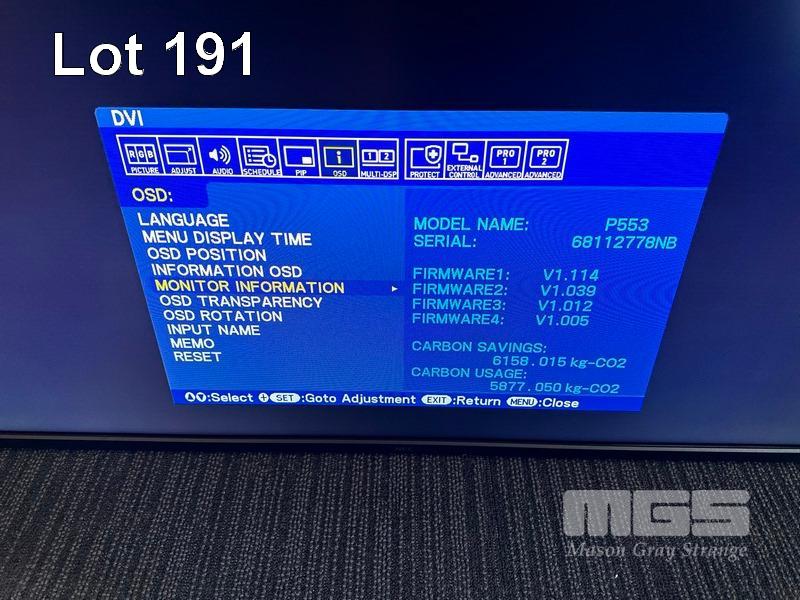 Lot 191
DVI
RGB
1 2
PRO 1
PRO 2
PICTURE ADJUST AUDIO SCHEDULE PIP OSD MULTI-DSP PROTECT EXTERNAL CONTROL ADVANCED ADVANCED
OSD:
LANGUAGE
MENU DISPLAY TIME
OSD POSITION
INFORMATION OSD
MONITOR INFORMATION
OSD TRANSPARENCY
OSD ROTATION
INPUT NAME
MEMO
RESET
MODEL NAME: P553
SERIAL: 68112778NB
FIRMWARE1: V1.114
FIRMWARE2: V1.039
FIRMWARE3: V1.012
FIRMWARE4: V1.005
CARBON SAVINGS:
6158.015 kg-CO2
CARBON USAGE:
5877.050 kg-CO2
:Select SET:Goto Adjustment EXIT:Return MENU:Close
MGS
Mason Gray Strange